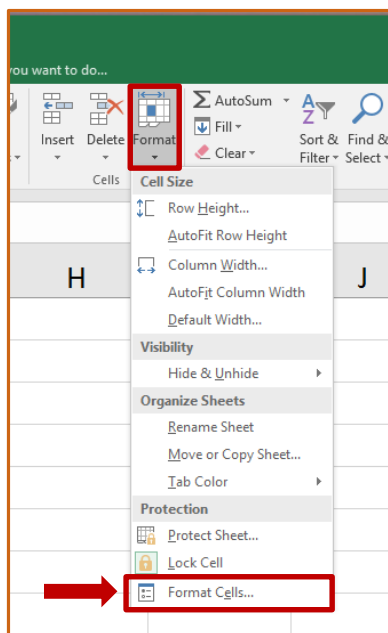 you want to do...
Insert Delete Format
AutoSum
Fill
Clear
Sort & Find &
Filter Select
Cells
Cell Size
Row Height...
AutoFit Row Height
Column Width...
AutoFit Column Width
Default Width...
Visibility
Hide & Unhide
Organize Sheets
Rename Sheet
Move or Copy Sheet...
Tab Color
Protection
Protect Sheet...
Lock Cell
Format Cells...
H
J